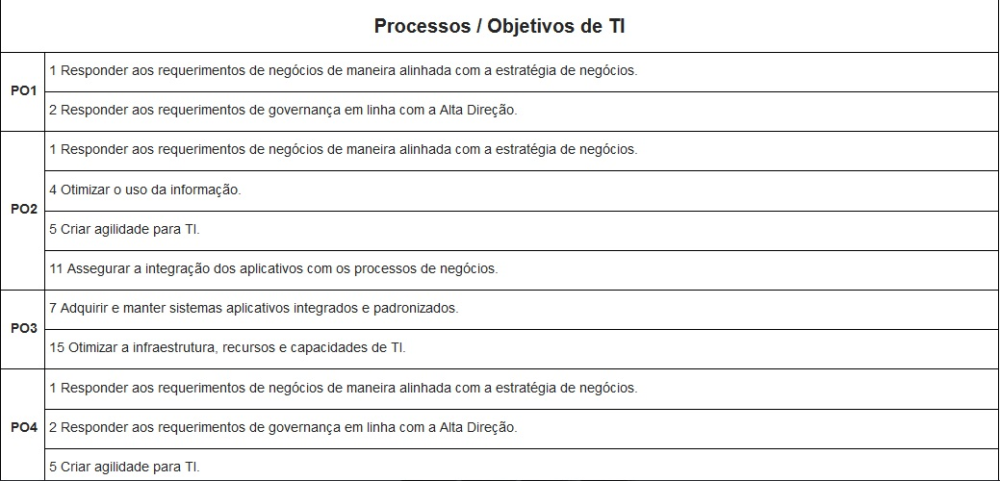 Processos / Objetivos de TI
PO1
1 Responder aos requerimentos de negócios de maneira alinhada com a estratégia de negócios.
2 Responder aos requerimentos de governança em linha com a Alta Direção.
PO2
1 Responder aos requerimentos de negócios de maneira alinhada com a estratégia de negócios.
4 Otimizar o uso da informação.
5 Criar agilidade para TI.
11 Assegurar a integração dos aplicativos com os processos de negócios.
PO3
7 Adquirir e manter sistemas aplicativos integrados e padronizados.
15 Otimizar a infraestrutura, recursos e capacidades de TI.
PO4
1 Responder aos requerimentos de negócios de maneira alinhada com a estratégia de negócios.
2 Responder aos requerimentos de governança em linha com a Alta Direção.
5 Criar agilidade para TI.